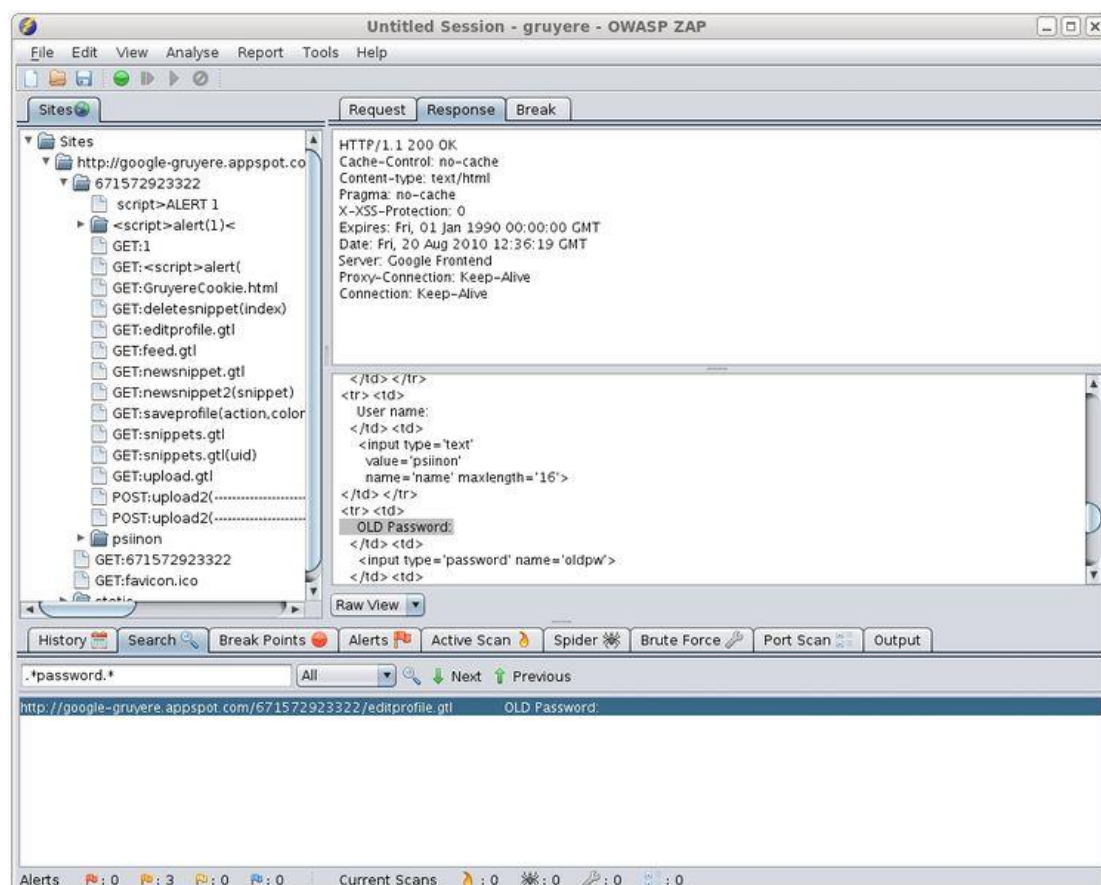 Untitled Session - gruyere - OWASP ZAP
File Edit View Analyse Report Tools Help
Sites
Request Response Break
Sites
http://google-gruyere.appspot.co
671572923322
script>ALERT 1
<script>alert(1)<
GET:1
GET:<script>alert(
GET:GruyereCookie.html
GET:deletesnippet(index)
GET:editprofile.gtl
GET:feed.gtl
GET:newsnippet.gtl
GET:newsnippet2(snippet)
GET:saveprofile(action,color
GET:snippets.gtl
GET:snippets.gtl(uid)
GET:upload.gtl
POST:upload2(--------------------
POST:upload2(--------------------
psiinon
GET:671572923322
GET:favicon.ico
static
HTTP/1.1 200 OK
Cache-Control: no-cache
Content-type: text/html
Pragma: no-cache
X-XSS-Protection: 0
Expires: Fri, 01 Jan 1990 00:00:00 GMT
Date: Fri, 20 Aug 2010 12:36:19 GMT
Server: Google Frontend
Proxy-Connection: Keep-Alive
Connection: Keep-Alive
</td> </tr>
<tr> <td>
User name:
</td> <td>
<input type='text'
value='psiinon'
name='name' maxlength='16'>
</td> </tr>
<tr> <td>
OLD Password:
</td> <td>
<input type='password' name='oldpw'>
</td> <td>
Raw View
History Search Break Points Alerts Active Scan Spider Brute Force Port Scan Output
.*password.* All Next Previous
http://google-gruyere.appspot.com/671572923322/editprofile.gtl OLD Password:
Alerts : 0 : 3 : 0 : 0 Current Scans : 0 : 0 : 0 : 0